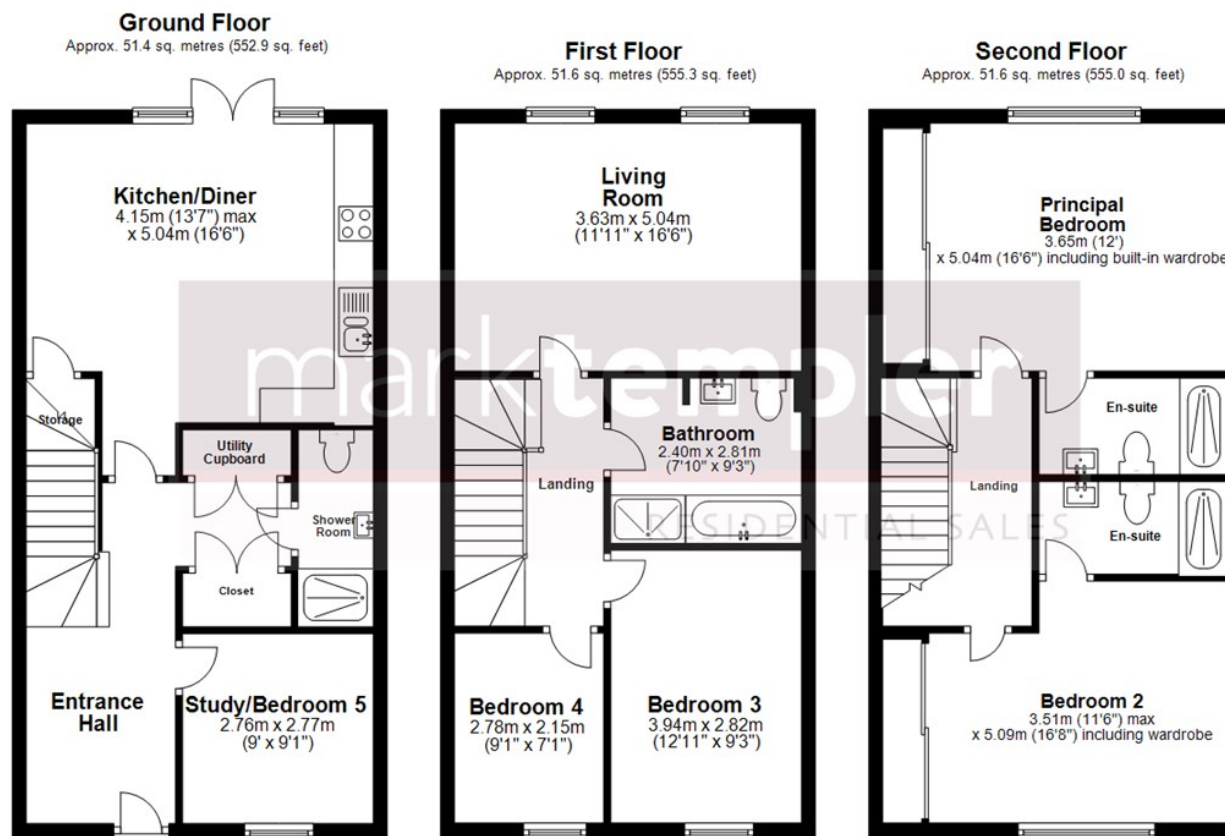 Ground Floor
Approx. 51.4 sq. metres (552.9 sq. feet)
Kitchen/Diner
4.15m (13'7") max
x 5.04m (16'6")
Storage
Utility
Cupboard
Shower
Room
Closet
Entrance
Hall
Study/Bedroom 5
2.76m x 2.77m
(9' x 9'1")
First Floor
Approx. 51.6 sq. metres (555.3 sq. feet)
Living
Room
3.63m x 5.04m
(11'11" x 16'6")
Bathroom
2.40m x 2.81m
(7'10" x 9'3")
Landing
Bedroom 4
2.78m x 2.15m
(9'1" x 7'1")
Bedroom 3
3.94m x 2.82m
(12'11" x 9'3")
Second Floor
Approx. 51.6 sq. metres (555.0 sq. feet)
Principal
Bedroom
3.65m (12')
x 5.04m (16'6") including built-in wardrobe
En-suite
Landing
En-suite
Bedroom 2
3.51m (11'6") max
x 5.09m (16'8") including wardrobe
marktempler
RESIDENTIAL SALES